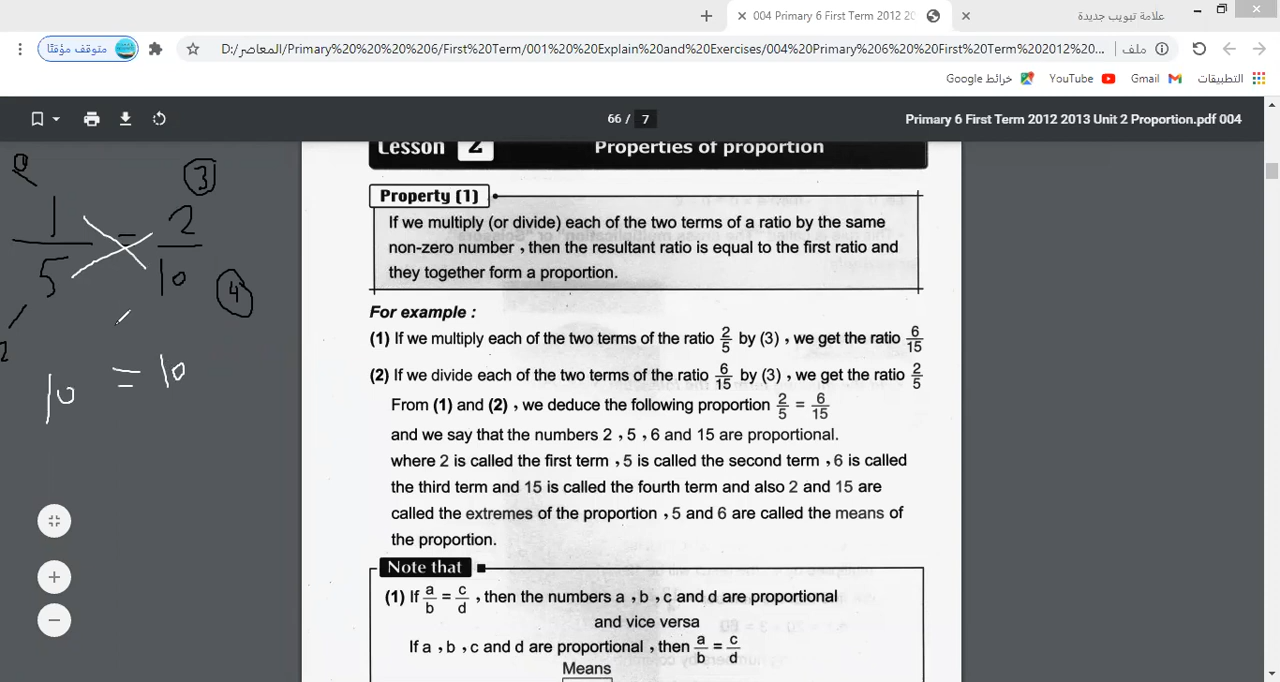 علامة تبويب جديدة
004 Primary 6 First Term 2012 20
متوقف مؤقتًا
D:/المعاصر/Primary%20%20%20%206/First%20Term/001%20%20Explain%20and%20Exercises/004%20Primary%206%20%20First%20Term%202012%20...
ملف
التطبيقات
Gmail
YouTube
خرائط Google
66 / 7
Primary 6 First Term 2012 2013 Unit 2 Proportion.pdf 004
Lesson 2 Properties of proportion
Property (1)
If we multiply (or divide) each of the two terms of a ratio by the same
non-zero number , then the resultant ratio is equal to the first ratio and
they together form a proportion.
For example :
(1) If we multiply each of the two terms of the ratio 2/5 by (3) , we get the ratio 6/15
(2) If we divide each of the two terms of the ratio 6/15 by (3) , we get the ratio 2/5
From (1) and (2) , we deduce the following proportion 2/5 = 6/15
and we say that the numbers 2 , 5 , 6 and 15 are proportional.
where 2 is called the first term , 5 is called the second term , 6 is called
the third term and 15 is called the fourth term and also 2 and 15 are
called the extremes of the proportion , 5 and 6 are called the means of
the proportion.
Note that
(1) If a/b = c/d , then the numbers a , b , c and d are proportional
and vice versa
If a , b , c and d are proportional , then a/b = c/d
Means
3
1/5 = 2/10
4
2
10 = 10